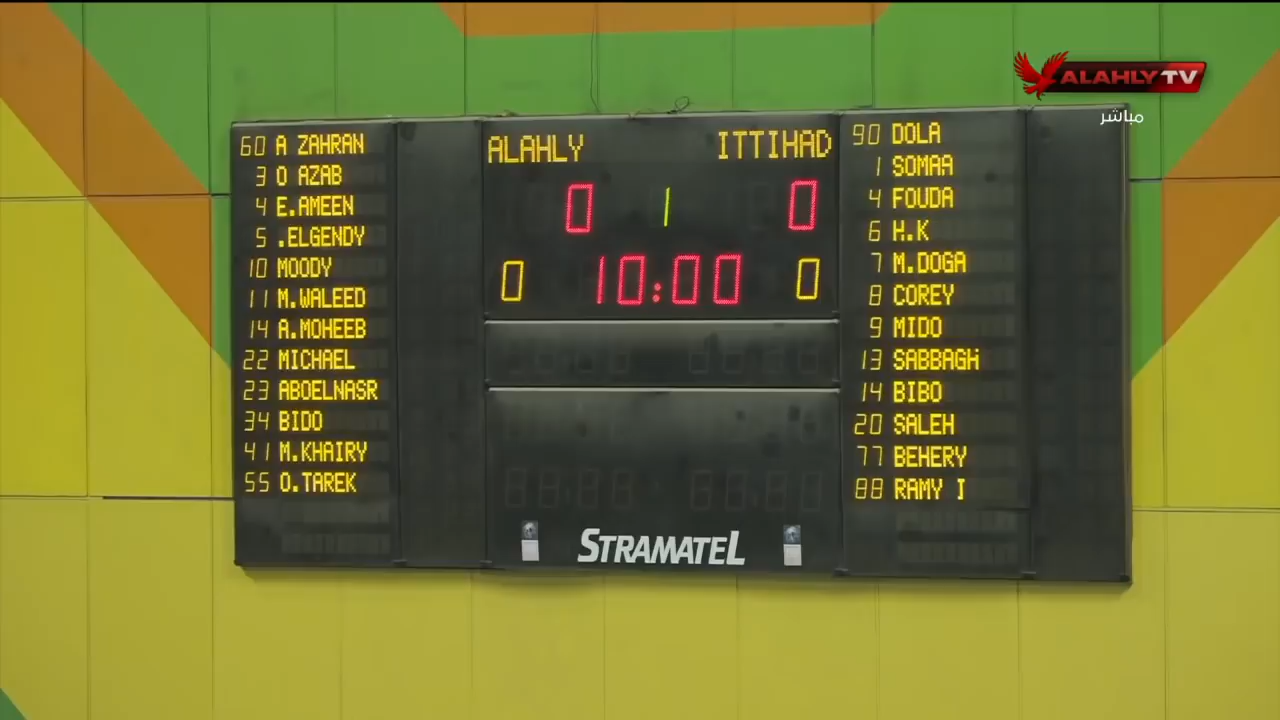 ALAHLY TV
مباشر
60 A ZAHRAN
3 O AZAB
4 E.AMEEN
5 .ELGENDY
10 MOODY
11 M.WALEED
14 A.MOHEEB
22 MICHAEL
23 ABOELNASR
34 BIDO
41 M.KHAIRY
55 O.TAREK
ALAHLY ITTIHAD
0 1 0
0 10:00 0
STRAMATEL
90 DOLA
1 SOMAA
4 FOUDA
6 H.K
7 M.DOGA
8 COREY
9 MIDO
13 SABBAGH
14 BIBO
20 SALEH
77 BEHERY
88 RAMY I